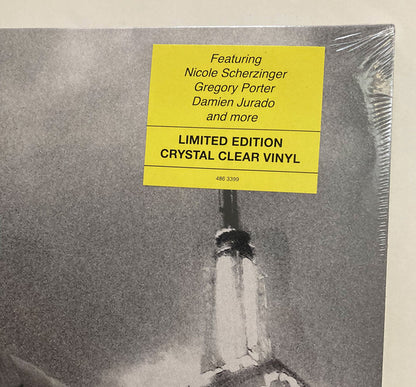 Featuring
Nicole Scherzinger
Gregory Porter
Damien Jurado
and more
LIMITED EDITION
CRYSTAL CLEAR VINYL
486 3399